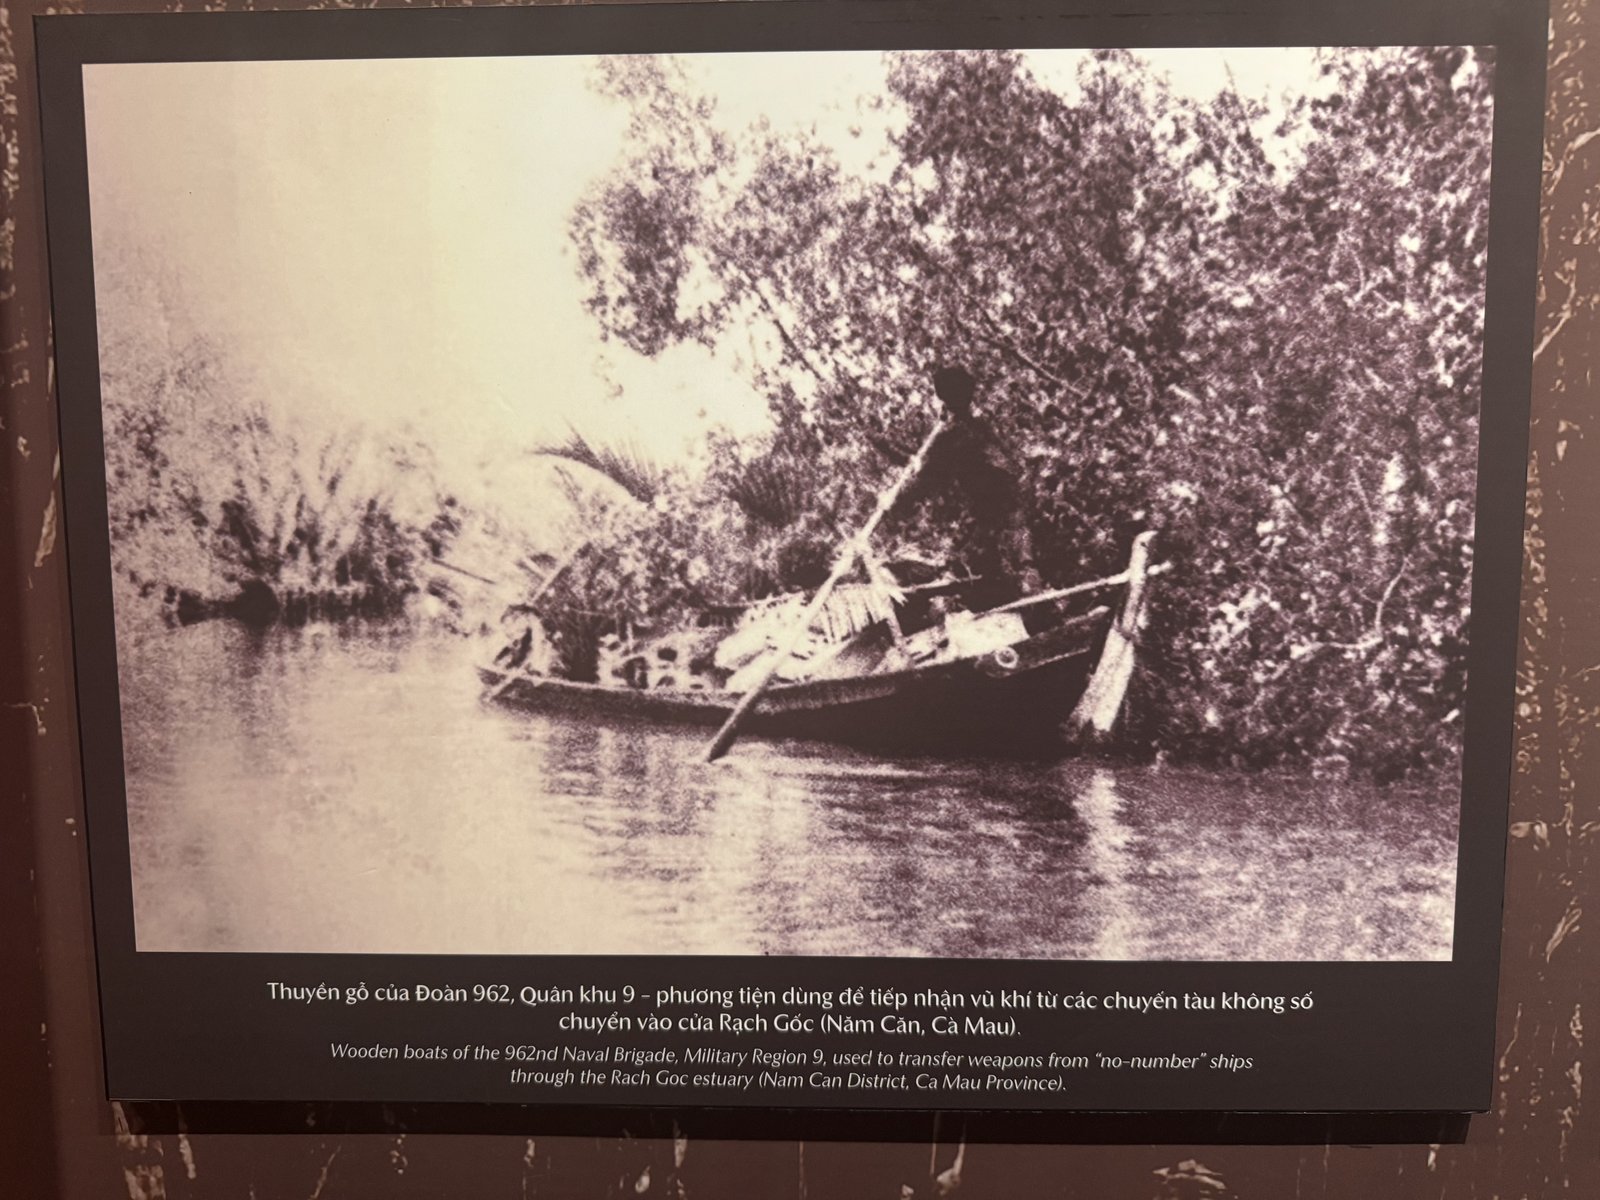 Thuyền gỗ của Đoàn 962, Quân khu 9 – phương tiện dùng để tiếp nhận vũ khí từ các chuyến tàu không số
chuyển vào cửa Rạch Gốc (Năm Căn, Cà Mau).
Wooden boats of the 962nd Naval Brigade, Military Region 9, used to transfer weapons from “no-number” ships
through the Rach Goc estuary (Nam Can District, Ca Mau Province).